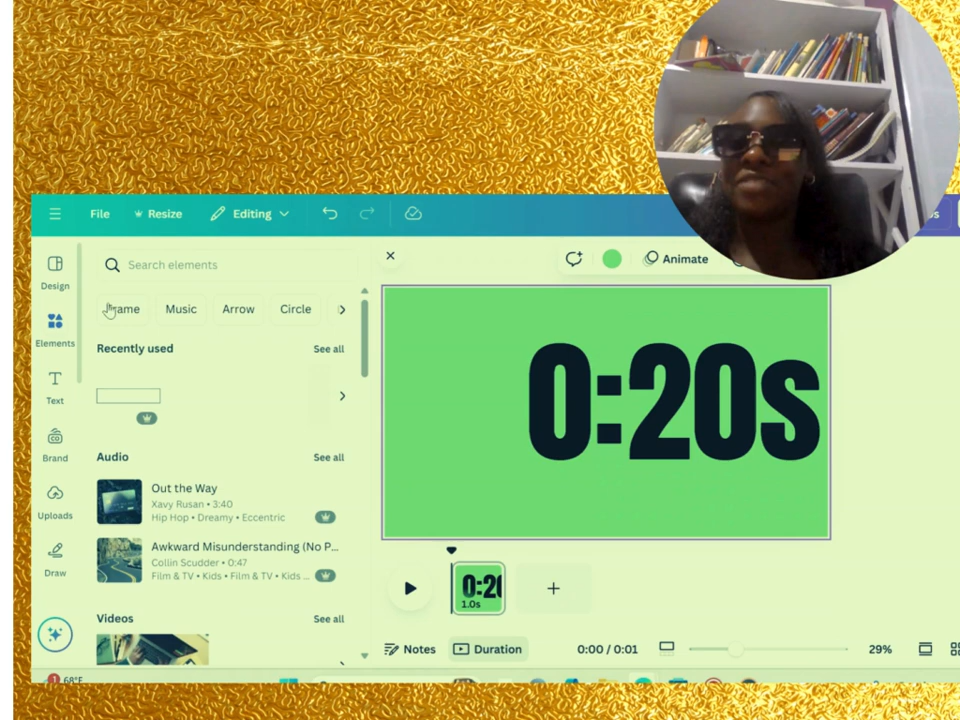 File Resize Editing
Design
Search elements
Animate
Music Arrow Circle
Elements
Recently used See all
Text
Brand
Audio See all
Out the Way
Xavy Rusan • 3:40
Hip Hop • Dreamy • Eccentric
Uploads
Awkward Misunderstanding (No P...
Collin Scudder • 0:47
Film & TV • Kids • Film & TV • Kids ...
Draw
Videos See all
0:20s
1.0s
Notes Duration 0:00 / 0:01 29%
1 68°F